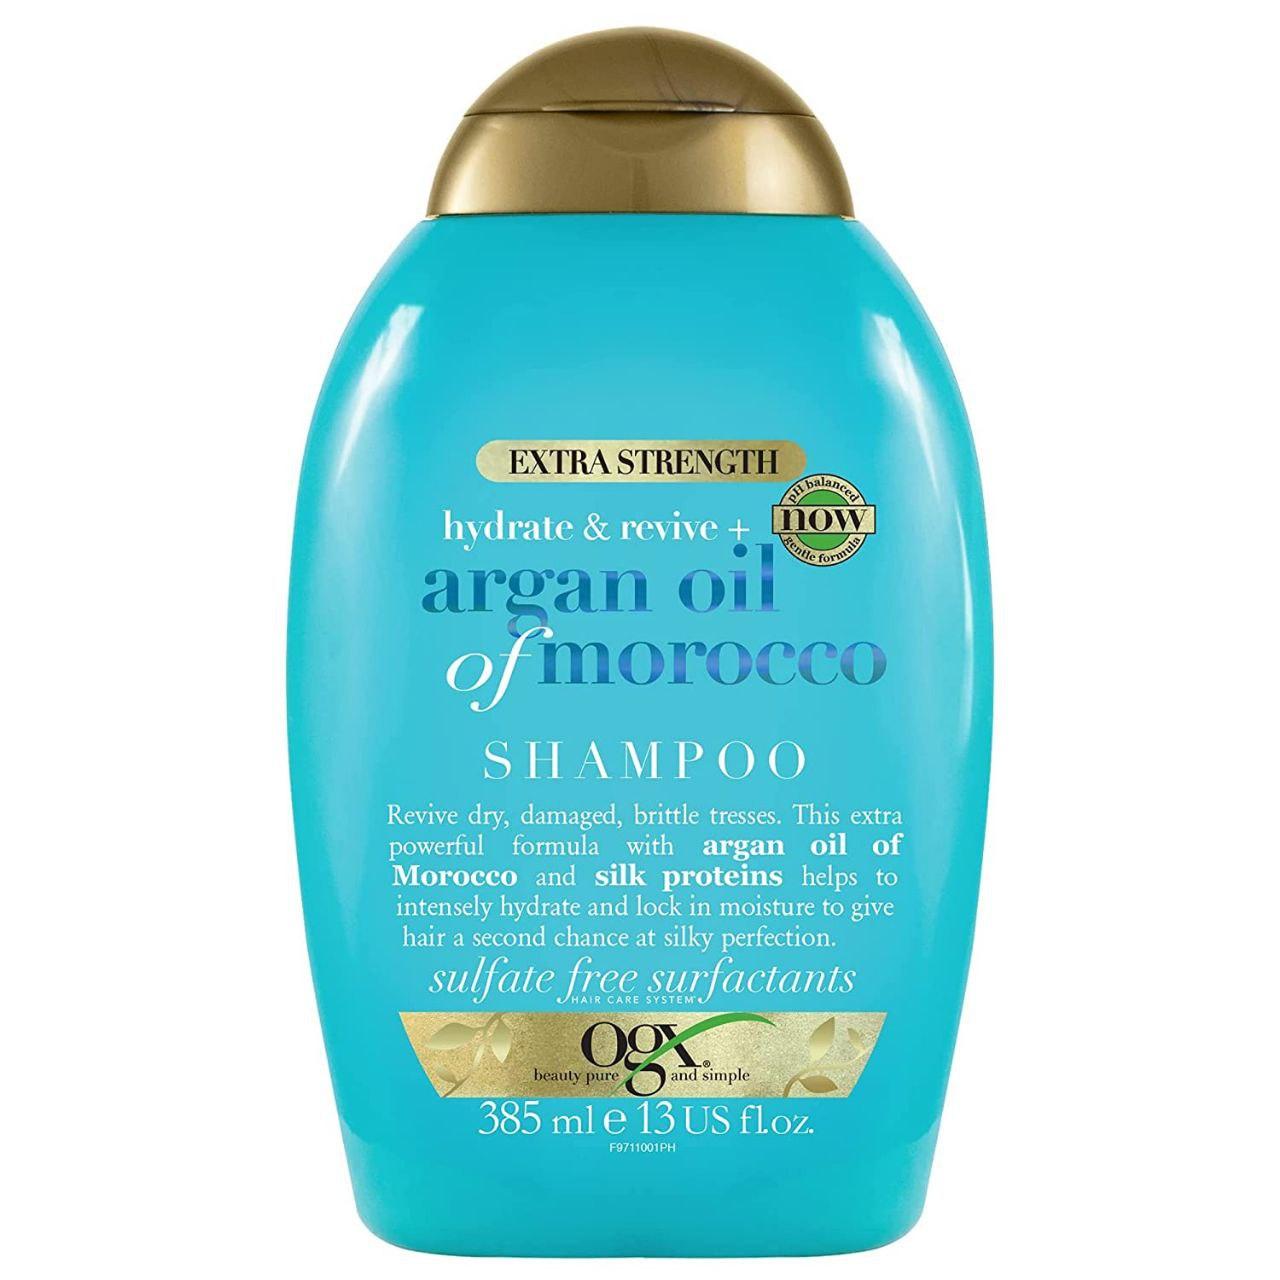 EXTRA STRENGTH
pH balanced
now
gentle formula
hydrate & revive +
argan oil
of morocco
SHAMPOO
Revive dry, damaged, brittle tresses. This extra
powerful formula with argan oil of
Morocco and silk proteins helps to
intensely hydrate and lock in moisture to give
hair a second chance at silky perfection.
sulfate free surfactants
HAIR CARE SYSTEM™
ogx®
beauty pure and simple
385 ml e 13 US fl.oz.
F9711001PH